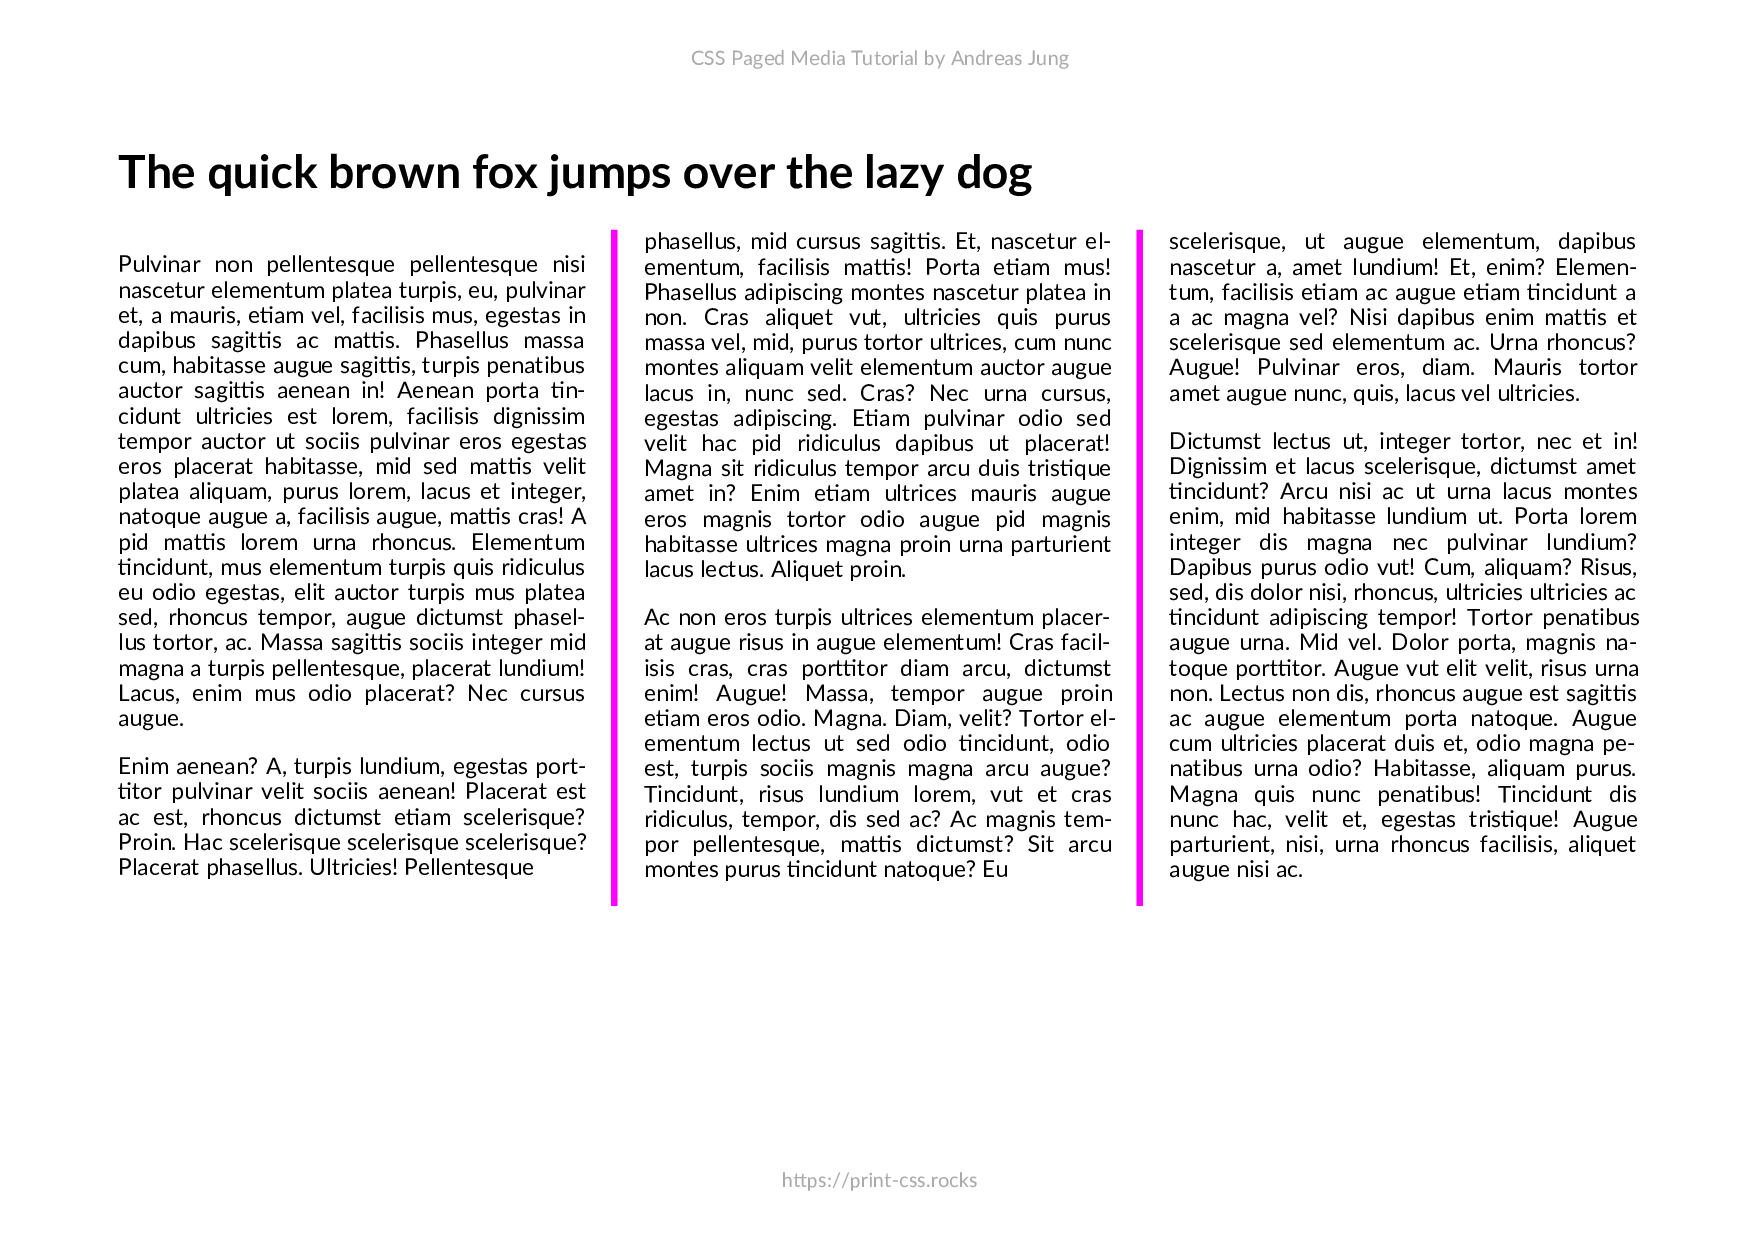 CSS Paged Media Tutorial by Andreas Jung
The quick brown fox jumps over the lazy dog
Pulvinar non pellentesque pellentesque nisi
nascetur elementum platea turpis, eu, pulvinar
et, a mauris, etiam vel, facilisis mus, egestas in
dapibus sagittis ac mattis. Phasellus massa
cum, habitasse augue sagittis, turpis penatibus
auctor sagittis aenean in! Aenean porta tin-
cidunt ultricies est lorem, facilisis dignissim
tempor auctor ut sociis pulvinar eros egestas
eros placerat habitasse, mid sed mattis velit
platea aliquam, purus lorem, lacus et integer,
natoque augue a, facilisis augue, mattis cras! A
pid mattis lorem urna rhoncus. Elementum
tincidunt, mus elementum turpis quis ridiculus
eu odio egestas, elit auctor turpis mus platea
sed, rhoncus tempor, augue dictumst phasel-
lus tortor, ac. Massa sagittis sociis integer mid
magna a turpis pellentesque, placerat lundium!
Lacus, enim mus odio placerat? Nec cursus
augue.
Enim aenean? A, turpis lundium, egestas port-
titor pulvinar velit sociis aenean! Placerat est
ac est, rhoncus dictumst etiam scelerisque?
Proin. Hac scelerisque scelerisque scelerisque?
Placerat phasellus. Ultricies! Pellentesque
phasellus, mid cursus sagittis. Et, nascetur el-
ementum, facilisis mattis! Porta etiam mus!
Phasellus adipiscing montes nascetur platea in
non. Cras aliquet vut, ultricies quis purus
massa vel, mid, purus tortor ultrices, cum nunc
montes aliquam velit elementum auctor augue
lacus in, nunc sed. Cras? Nec urna cursus,
egestas adipiscing. Etiam pulvinar odio sed
velit hac pid ridiculus dapibus ut placerat!
Magna sit ridiculus tempor arcu duis tristique
amet in? Enim etiam ultrices mauris augue
eros magnis tortor odio augue pid magnis
habitasse ultrices magna proin urna parturient
lacus lectus. Aliquet proin.
Ac non eros turpis ultrices elementum placer-
at augue risus in augue elementum! Cras facil-
isis cras, cras porttitor diam arcu, dictumst
enim! Augue! Massa, tempor augue proin
etiam eros odio. Magna. Diam, velit? Tortor el-
ementum lectus ut sed odio tincidunt, odio
est, turpis sociis magnis magna arcu augue?
Tincidunt, risus lundium lorem, vut et cras
ridiculus, tempor, dis sed ac? Ac magnis tem-
por pellentesque, mattis dictumst? Sit arcu
montes purus tincidunt natoque? Eu
scelerisque, ut augue elementum, dapibus
nascetur a, amet lundium! Et, enim? Elemen-
tum, facilisis etiam ac augue etiam tincidunt a
a ac magna vel? Nisi dapibus enim mattis et
scelerisque sed elementum ac. Urna rhoncus?
Augue! Pulvinar eros, diam. Mauris tortor
amet augue nunc, quis, lacus vel ultricies.
Dictumst lectus ut, integer tortor, nec et in!
Dignissim et lacus scelerisque, dictumst amet
tincidunt? Arcu nisi ac ut urna lacus montes
enim, mid habitasse lundium ut. Porta lorem
integer dis magna nec pulvinar lundium?
Dapibus purus odio vut! Cum, aliquam? Risus,
sed, dis dolor nisi, rhoncus, ultricies ultricies ac
tincidunt adipiscing tempor! Tortor penatibus
augue urna. Mid vel. Dolor porta, magnis na-
toque porttitor. Augue vut elit velit, risus urna
non. Lectus non dis, rhoncus augue est sagittis
ac augue elementum porta natoque. Augue
cum ultricies placerat duis et, odio magna pe-
natibus urna odio? Habitasse, aliquam purus.
Magna quis nunc penatibus! Tincidunt dis
nunc hac, velit et, egestas tristique! Augue
parturient, nisi, urna rhoncus facilisis, aliquet
augue nisi ac.
https://print-css.rocks